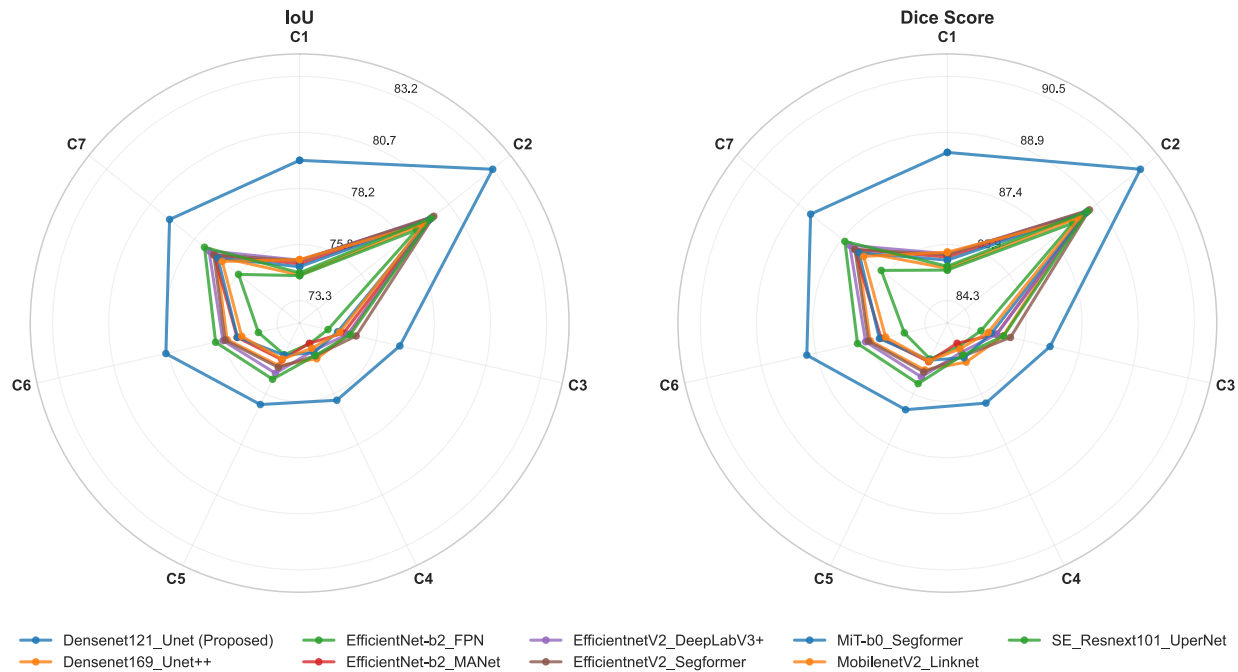 IoU
C1
83.2
80.7
78.2
75.8
73.3
C2
C3
C4
C5
C6
C7
Dice Score
C1
90.5
88.9
87.4
85.9
84.3
C2
C3
C4
C5
C6
C7
Densenet121_Unet (Proposed)
EfficientNet-b2_FPN
EfficientnetV2_DeepLabV3+
MiT-b0_Segformer
SE_Resnext101_UperNet
Densenet169_Unet++
EfficientNet-b2_MANet
EfficientnetV2_Segformer
MobilenetV2_Linknet